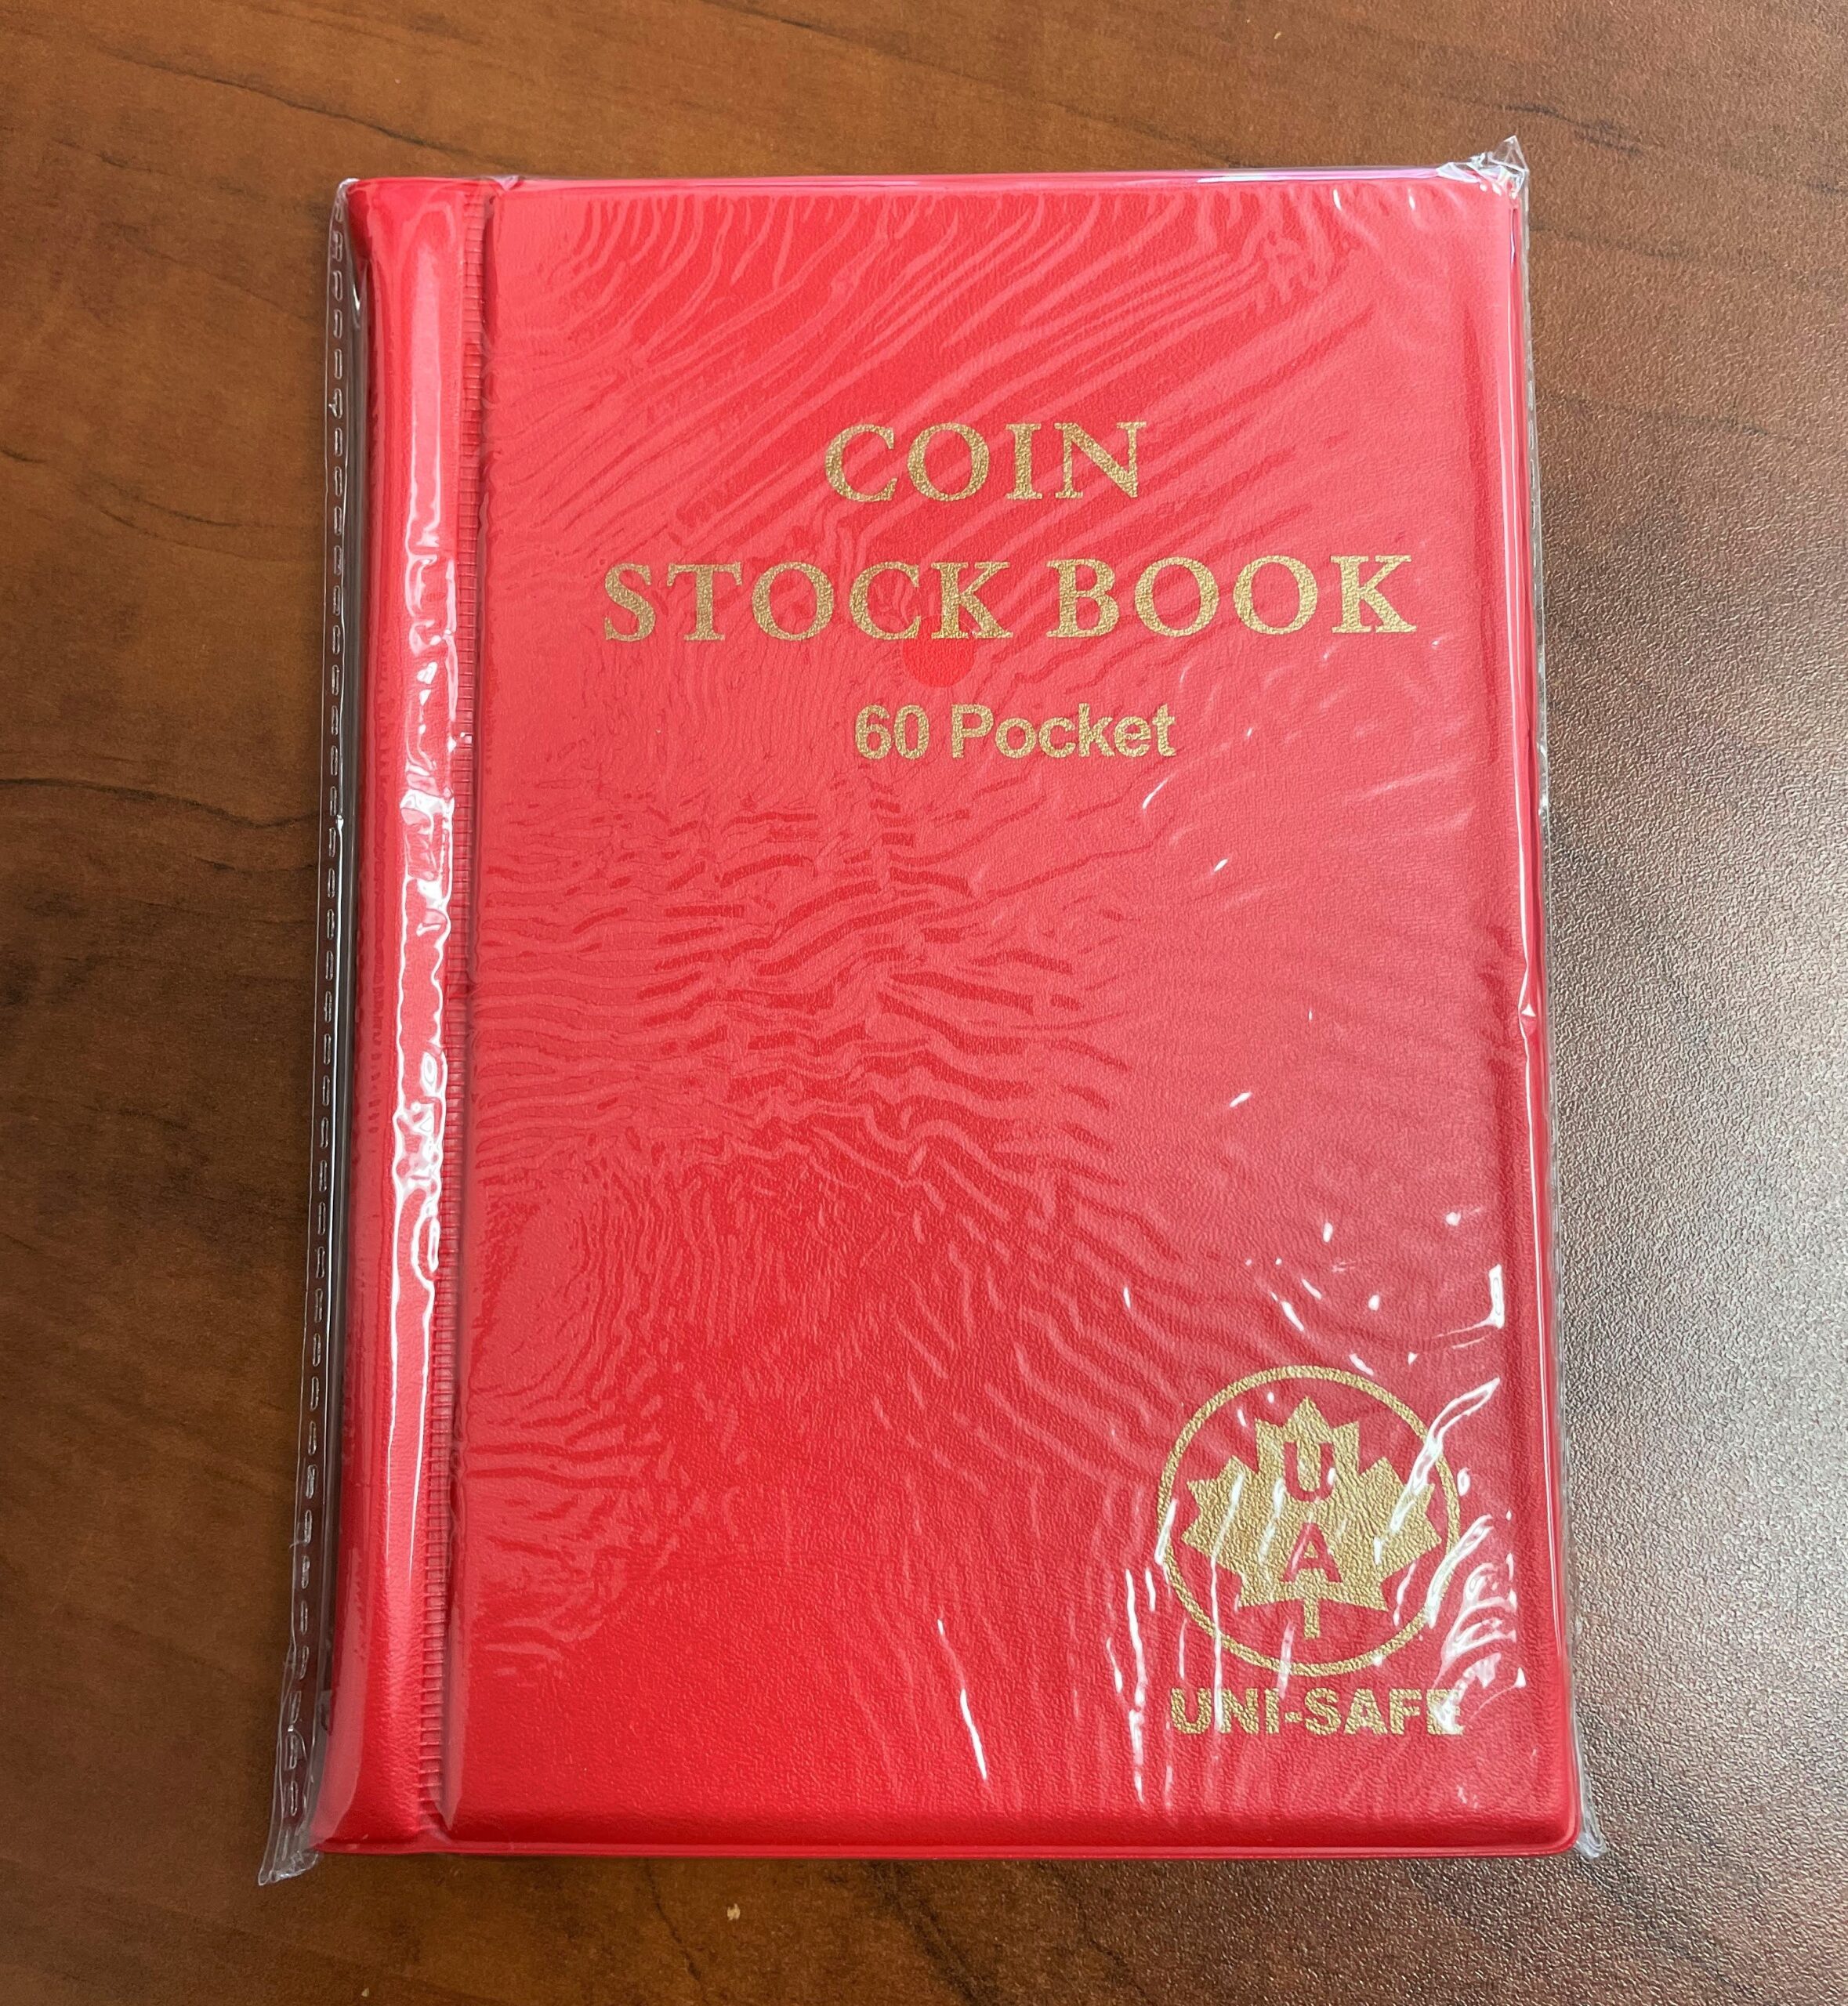 COIN
STOCK BOOK
60 Pocket
U
A
T
UNI-SAFE